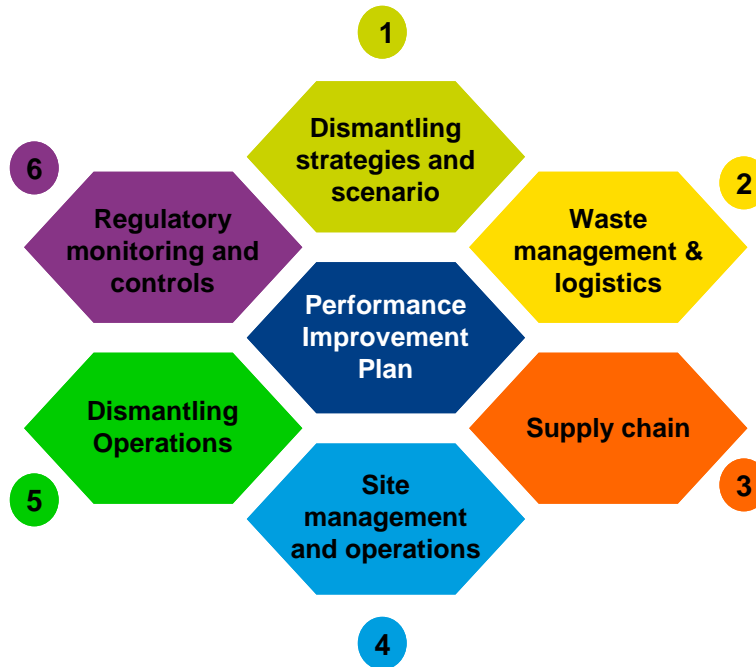 1
Dismantling
strategies and
scenario
2
Waste
management &
logistics
3
Supply chain
4
Site
management
and operations
5
Dismantling
Operations
6
Regulatory
monitoring and
controls
Performance
Improvement
Plan